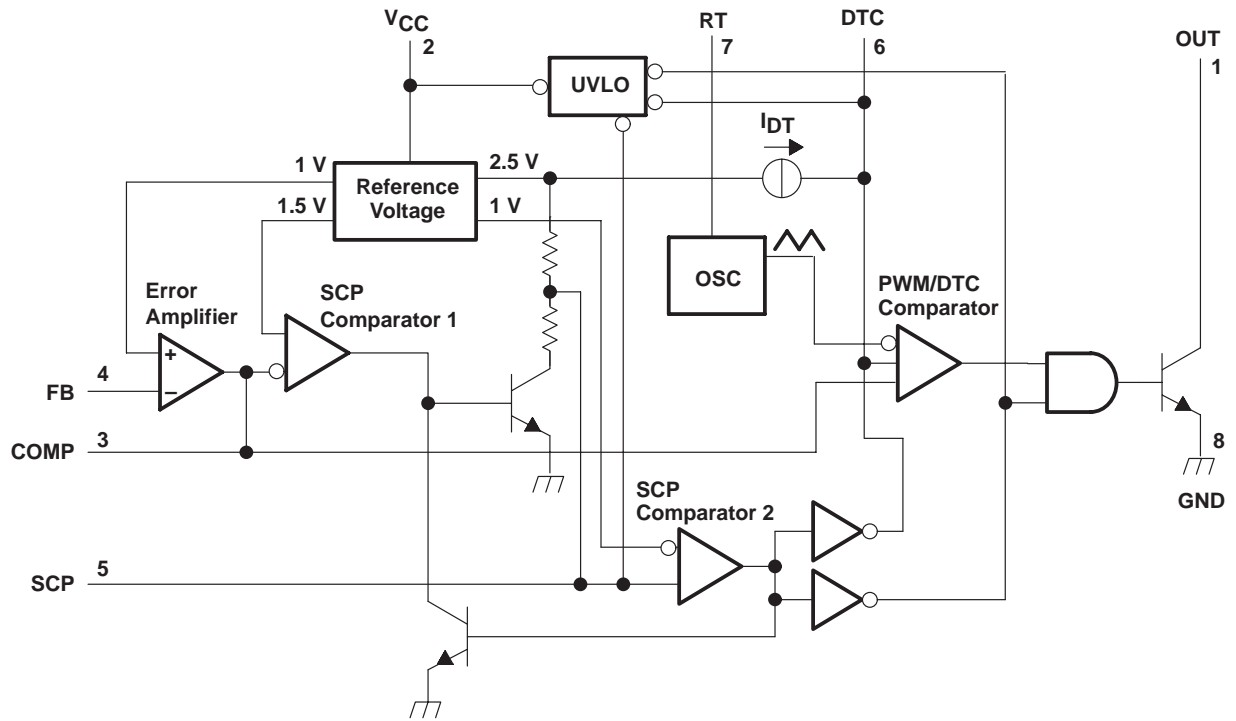 VCC
2
RT
7
DTC
6
OUT
1
UVLO
IDT
1 V
2.5 V
Reference
Voltage
1.5 V
1 V
OSC
PWM/DTC
Comparator
Error
Amplifier
SCP
Comparator 1
+
−
4
FB
3
COMP
8
GND
SCP
Comparator 2
5
SCP